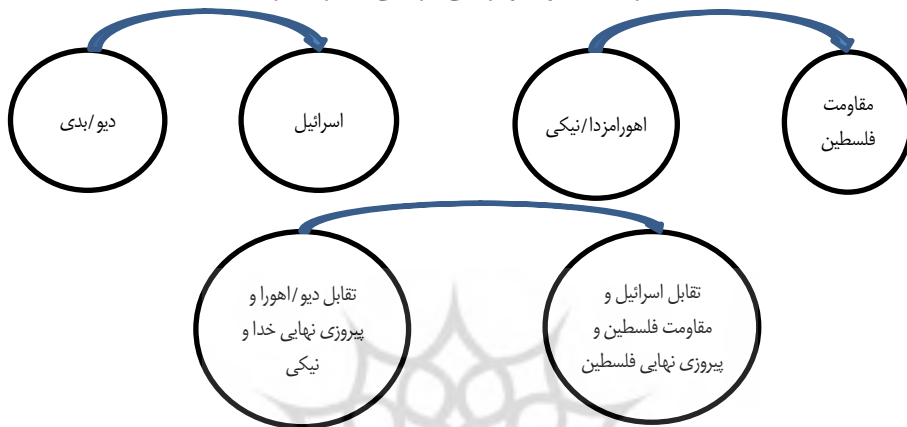 مقاومت
فلسطین
اهورامزدا/نیکی
اسرائیل
دیو/بدی
تقابل اسرائیل و
مقاومت فلسطین و
پیروزی نهایی فلسطین
تقابل دیو/اهورا و
پیروزی نهایی خدا و
نیکی